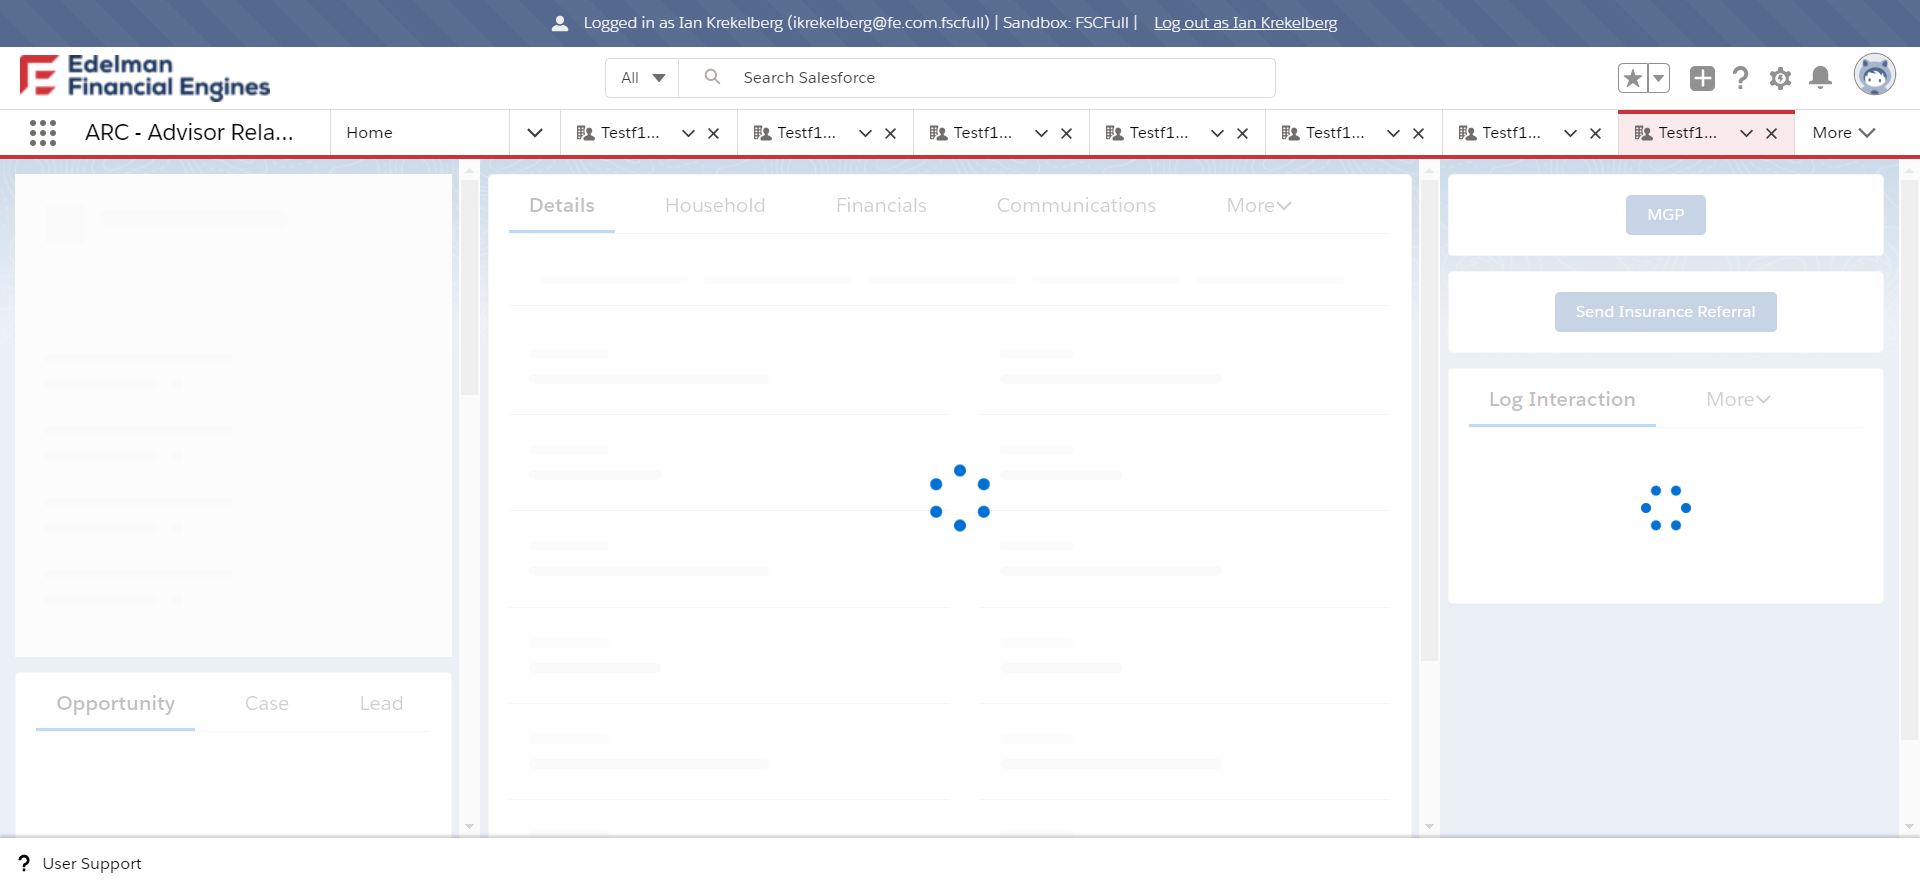 Logged in as Ian Krekelberg (ikrekelberg@fe.com.fscfull) | Sandbox: FSCFull | Log out as Ian Krekelberg
Edelman
Financial Engines
All
Search Salesforce
ARC - Advisor Rela...
Home
Testf1...
Testf1...
Testf1...
Testf1...
Testf1...
Testf1...
Testf1...
More
Details
Household
Financials
Communications
More
MGP
Send Insurance Referral
Log Interaction
More
Opportunity
Case
Lead
? User Support